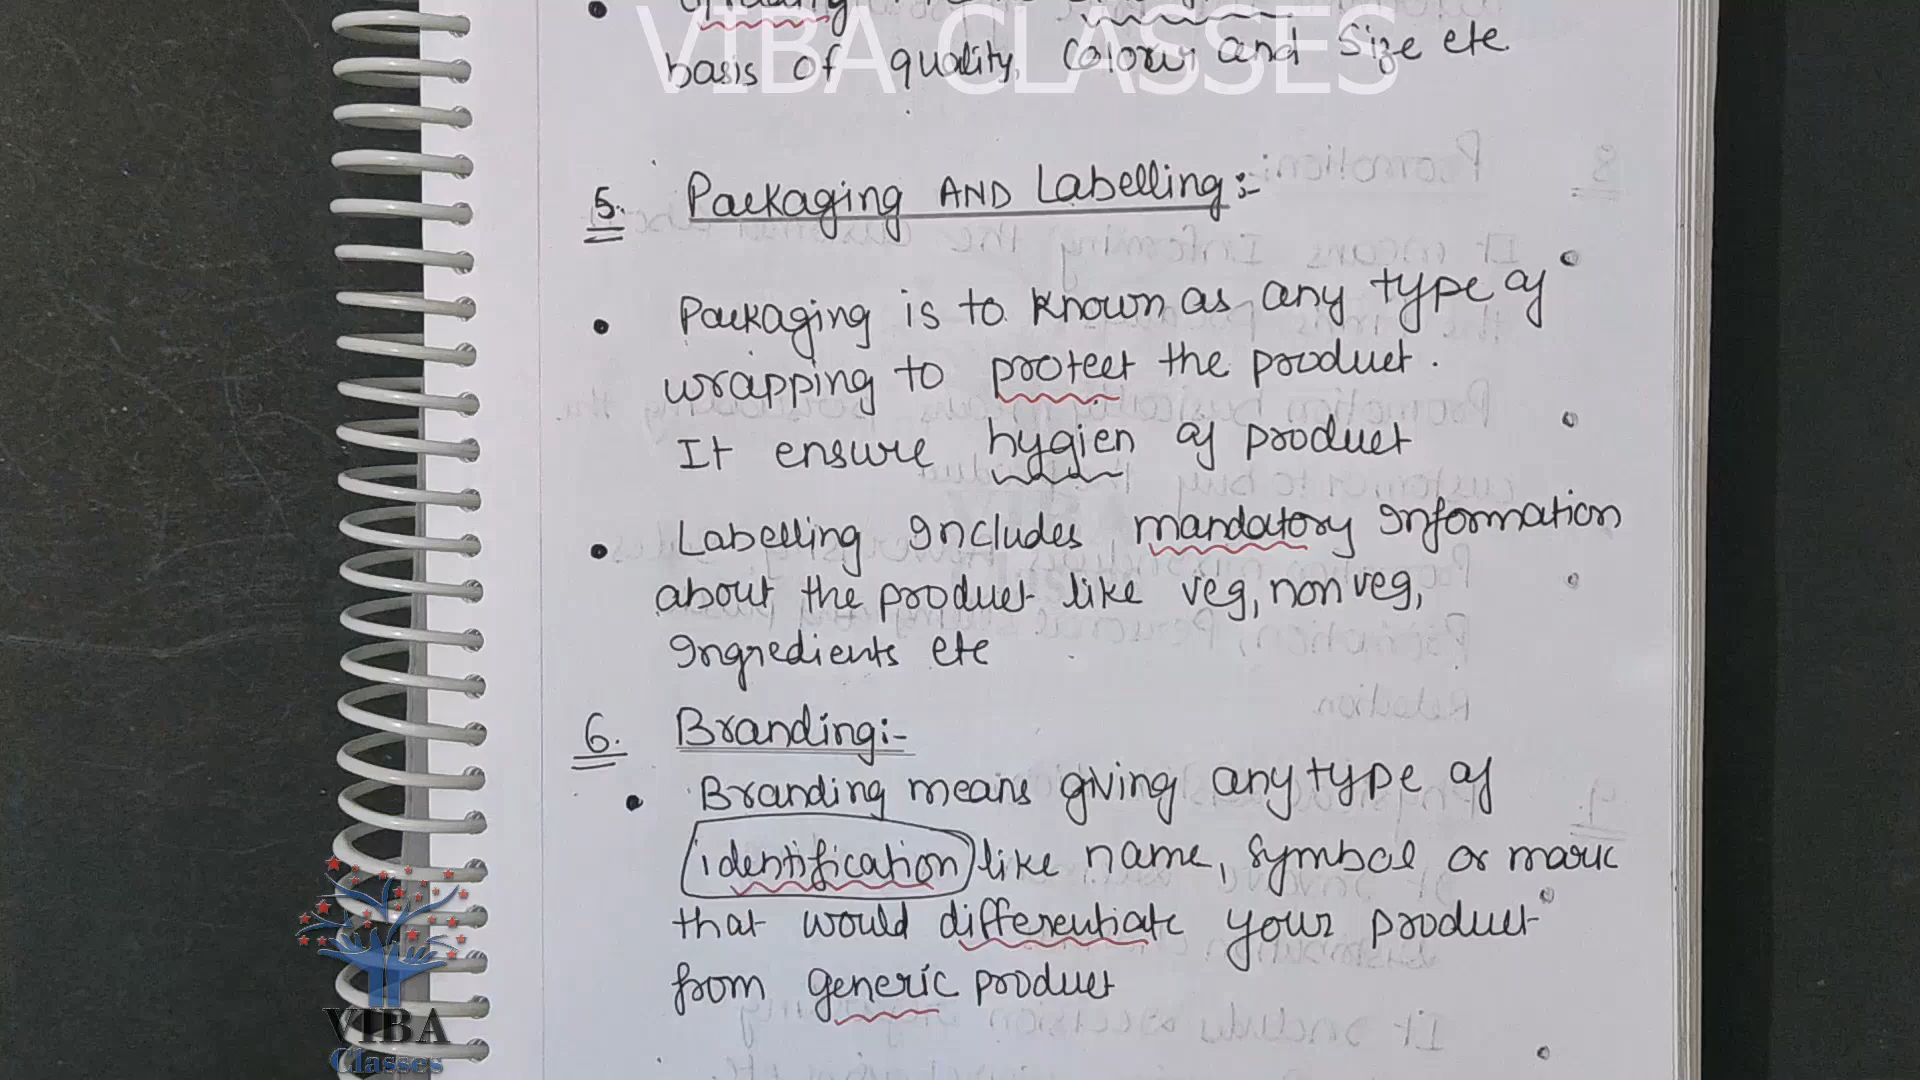 VIBA CLASSES
basis of quality, Colour and Size etc
5. Packaging AND Labelling:-
Packaging is to known as any type of
wrapping to protect the product.
It ensure hygien of product
Labelling Includes mandatory Information
about the product like veg, non veg,
Ingredients etc
6. Branding:-
Branding means giving any type of
identification like name, symbol or mark
that would differentiate your product
from generic product
VIBA
Classes